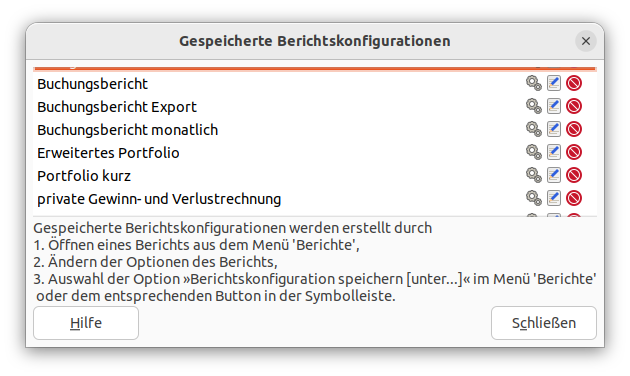 Gespeicherte Berichtskonfigurationen
Buchungsbericht
Buchungsbericht Export
Buchungsbericht monatlich
Erweitertes Portfolio
Portfolio kurz
private Gewinn- und Verlustrechnung
Gespeicherte Berichtskonfigurationen werden erstellt durch
1. Öffnen eines Berichts aus dem Menü 'Berichte',
2. Ändern der Optionen des Berichts,
3. Auswahl der Option »Berichtskonfiguration speichern [unter...]« im Menü 'Berichte'
oder dem entsprechenden Button in der Symbolleiste.
Hilfe
Schließen